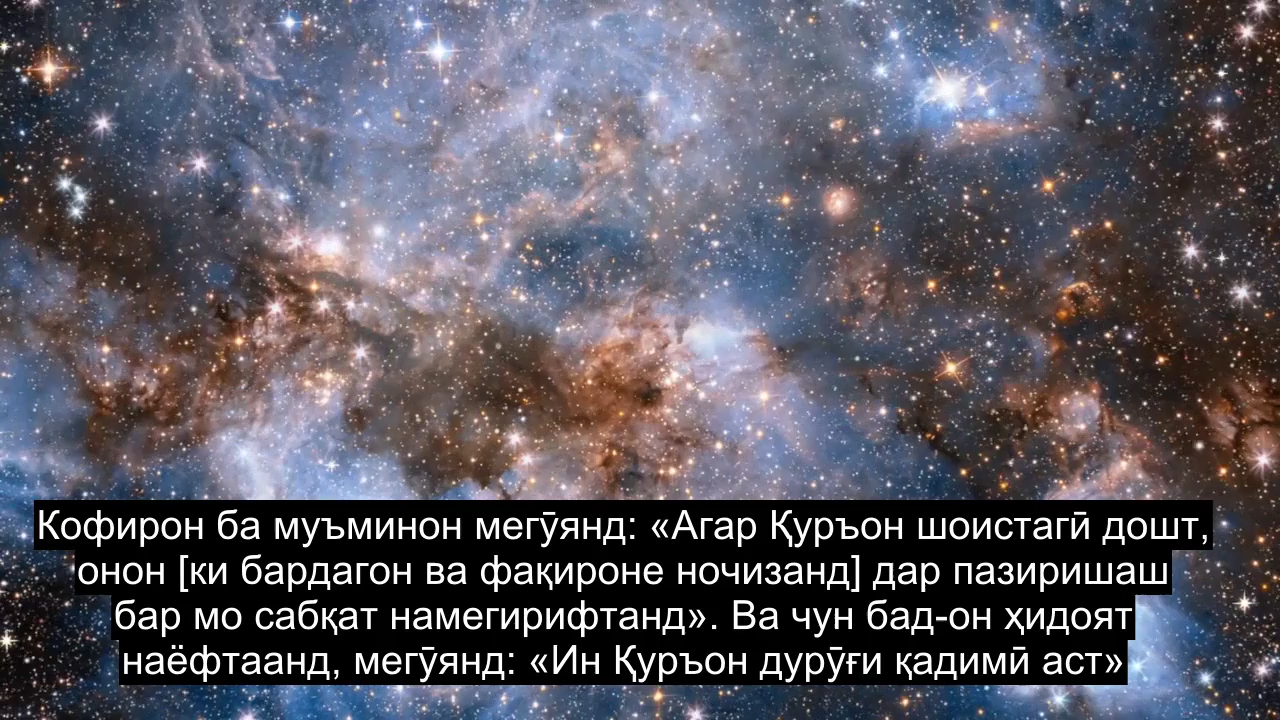 Кофирон ба муъминон мегӯянд: «Агар Қуръон шоистагӣ дошт,
онон [ки бардагон ва фақироне ночизанд] дар пазиришаш
бар мо сабқат намегирифтанд». Ва чун бад-он ҳидоят
наёфтаанд, мегӯянд: «Ин Қуръон дурӯғи қадимӣ аст»